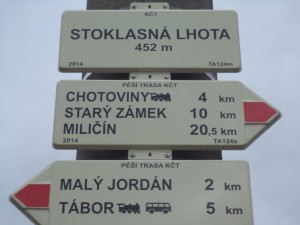 KČT
STOKLASNÁ LHOTA
452 m
2014 TA124m
PĚŠÍ TRASA KČT
CHOTOVINY 4 km
STARÝ ZÁMEK 10 km
MILIČÍN 20,5 km
2014 TA124a
PĚŠÍ TRASA KČT
MALÝ JORDÁN 2 km
TÁBOR 5 km